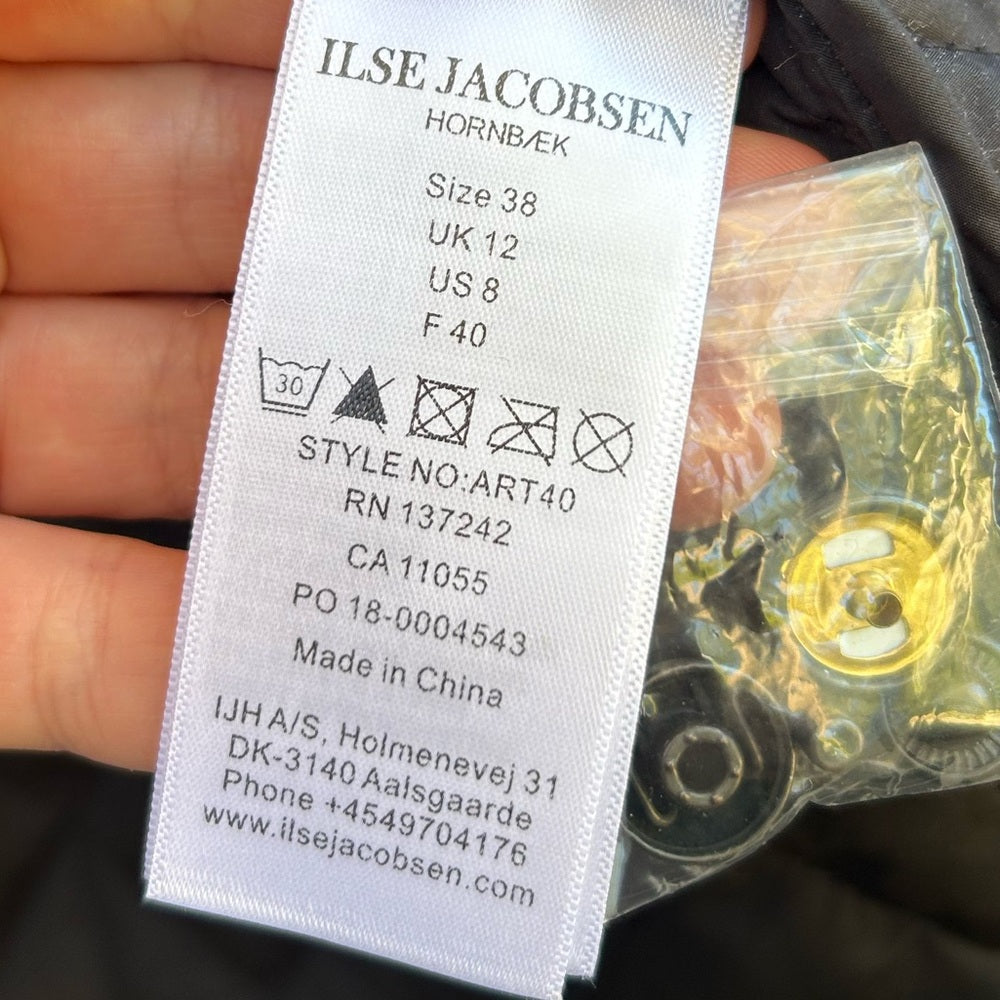 ILSE JACOBSEN
HORNBÆK
Size 38
UK 12
US 8
F 40
30
STYLE NO:ART40
RN 137242
CA 11055
PO 18-0004543
Made in China
IJH A/S, Holmenevej 31
DK-3140 Aalsgaarde
Phone +4549704176
www.ilsejacobsen.com